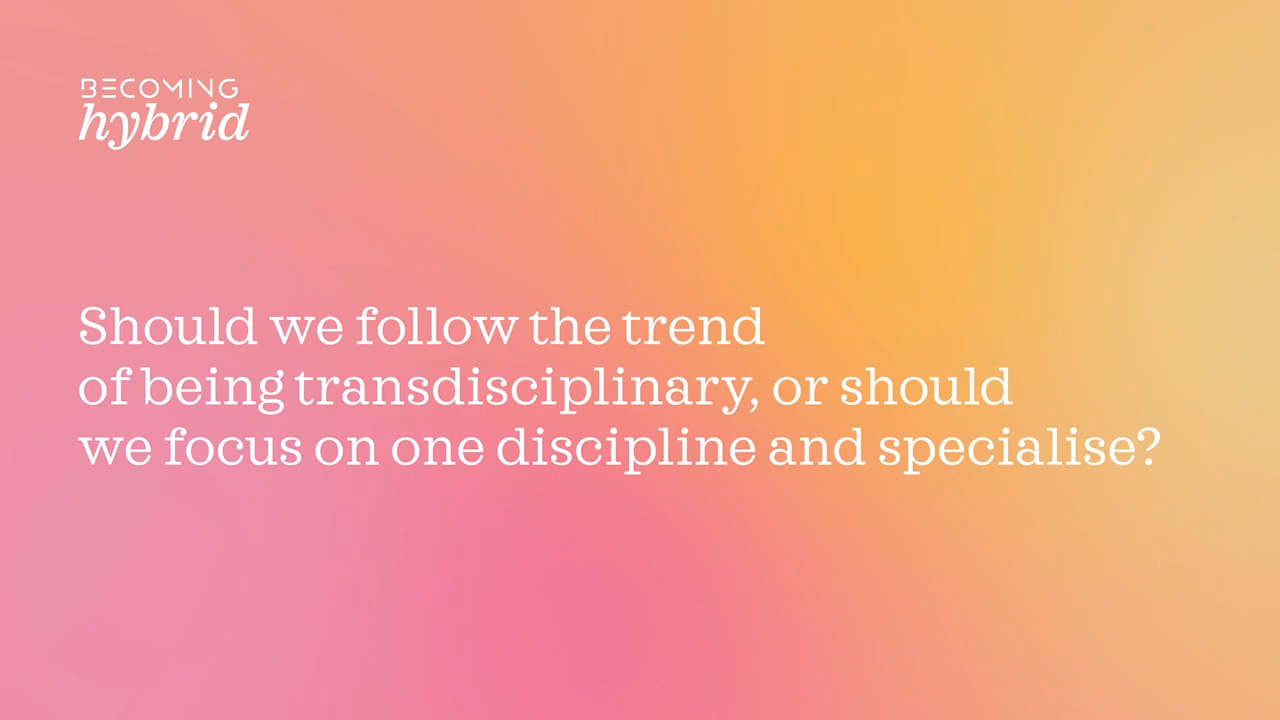 BECOMING
hybrid
Should we follow the trend
of being transdisciplinary, or should
we focus on one discipline and specialise?